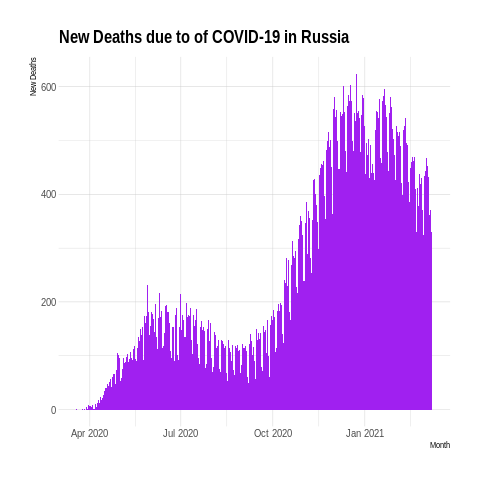 New Deaths due to of COVID-19 in Russia
New Deaths
600
400
200
0
Apr 2020 Jul 2020 Oct 2020 Jan 2021
Month